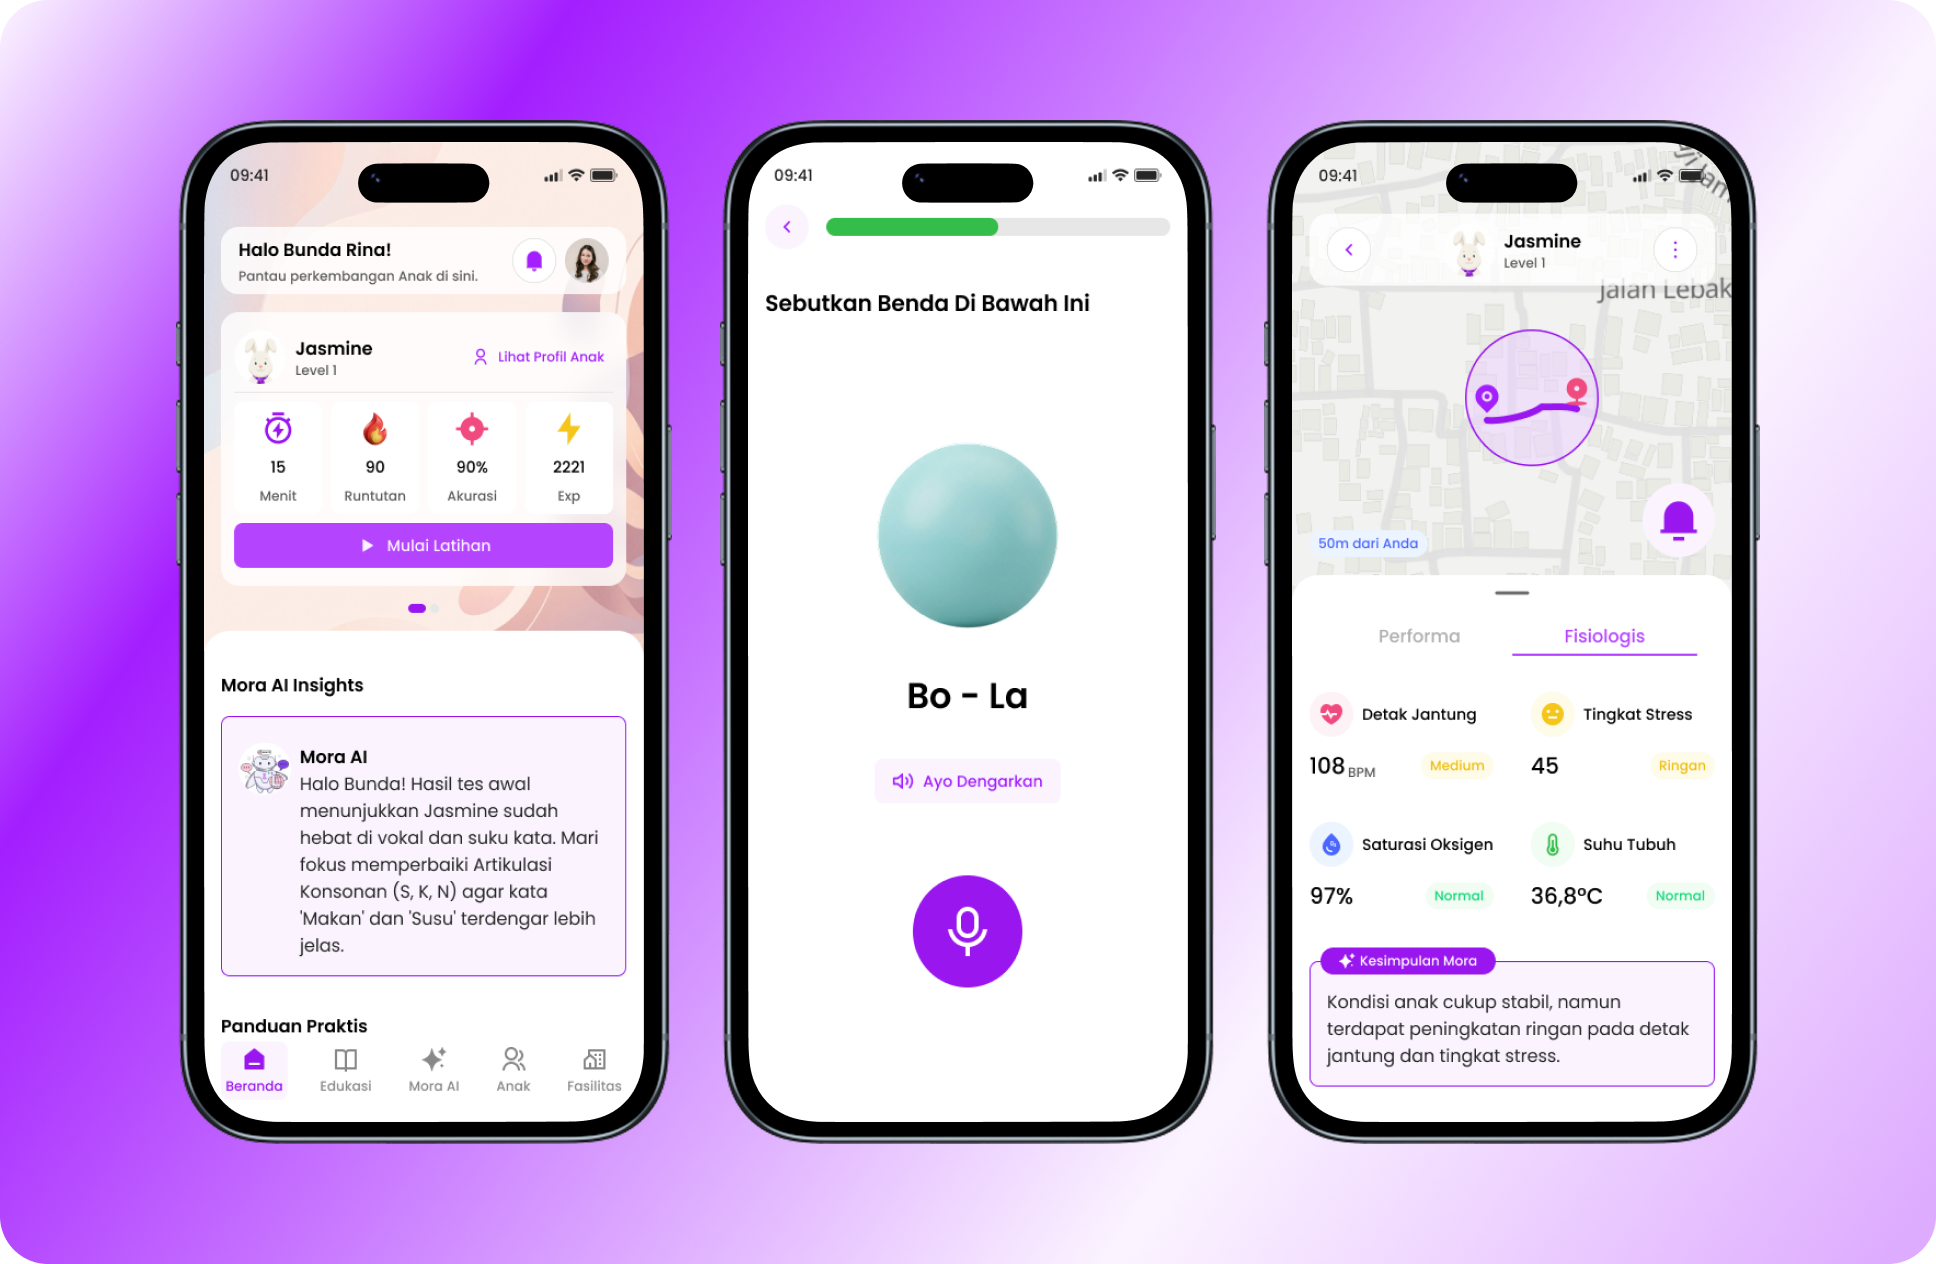 09:41
Halo Bunda Rina!
Pantau perkembangan Anak di sini.
Jasmine
Level 1
Lihat Profil Anak
15
Menit
90
Runtutan
90%
Akurasi
2221
Exp
Mulai Latihan
Mora AI Insights
Mora AI
Halo Bunda! Hasil tes awal
menunjukkan Jasmine sudah
hebat di vokal dan suku kata. Mari
fokus memperbaiki Artikulasi
Konsonan (S, K, N) agar kata
'Makan' dan 'Susu' terdengar lebih
jelas.
Panduan Praktis
Beranda
Edukasi
Mora AI
Anak
Fasilitas
09:41
Sebutkan Benda Di Bawah Ini
Bo - La
Ayo Dengarkan
09:41
Jasmine
Level 1
Jalan Lebak
50m dari Anda
Performa
Fisiologis
Detak Jantung
108 BPM
Medium
Tingkat Stress
45
Ringan
Saturasi Oksigen
97%
Normal
Suhu Tubuh
36,8°C
Normal
Kesimpulan Mora
Kondisi anak cukup stabil, namun
terdapat peningkatan ringan pada detak
jantung dan tingkat stress.